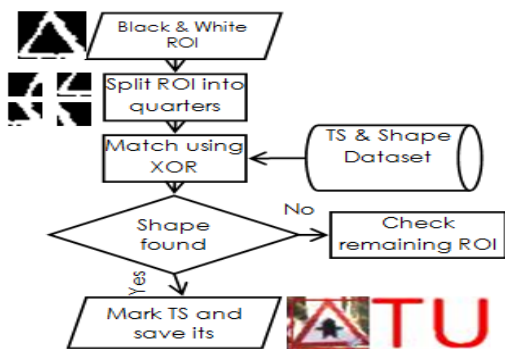 Black & White
ROI
Split ROI into
quarters
Match using
XOR
TS & Shape
Dataset
Shape
found
No
Check
remaining ROI
Yes
Mark TS and
save its
TU